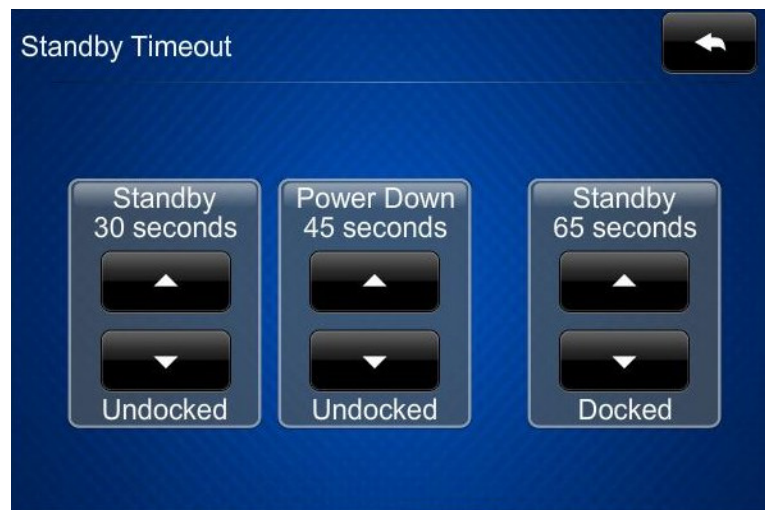 Standby Timeout
Standby
30 seconds
Undocked
Power Down
45 seconds
Undocked
Standby
65 seconds
Docked